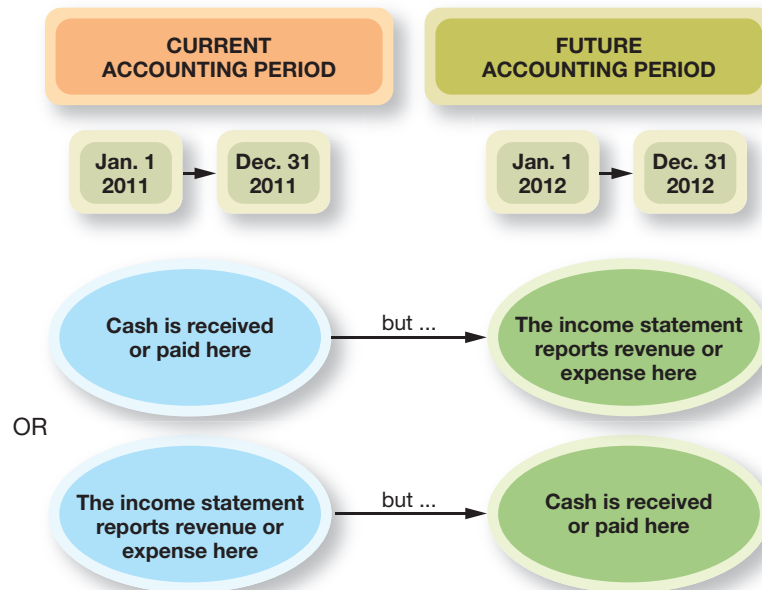 CURRENT
ACCOUNTING PERIOD
FUTURE
ACCOUNTING PERIOD
Jan. 1
2011
Dec. 31
2011
Jan. 1
2012
Dec. 31
2012
Cash is received
or paid here
but ...
The income statement
reports revenue or
expense here
OR
The income statement
reports revenue or
expense here
but ...
Cash is received
or paid here